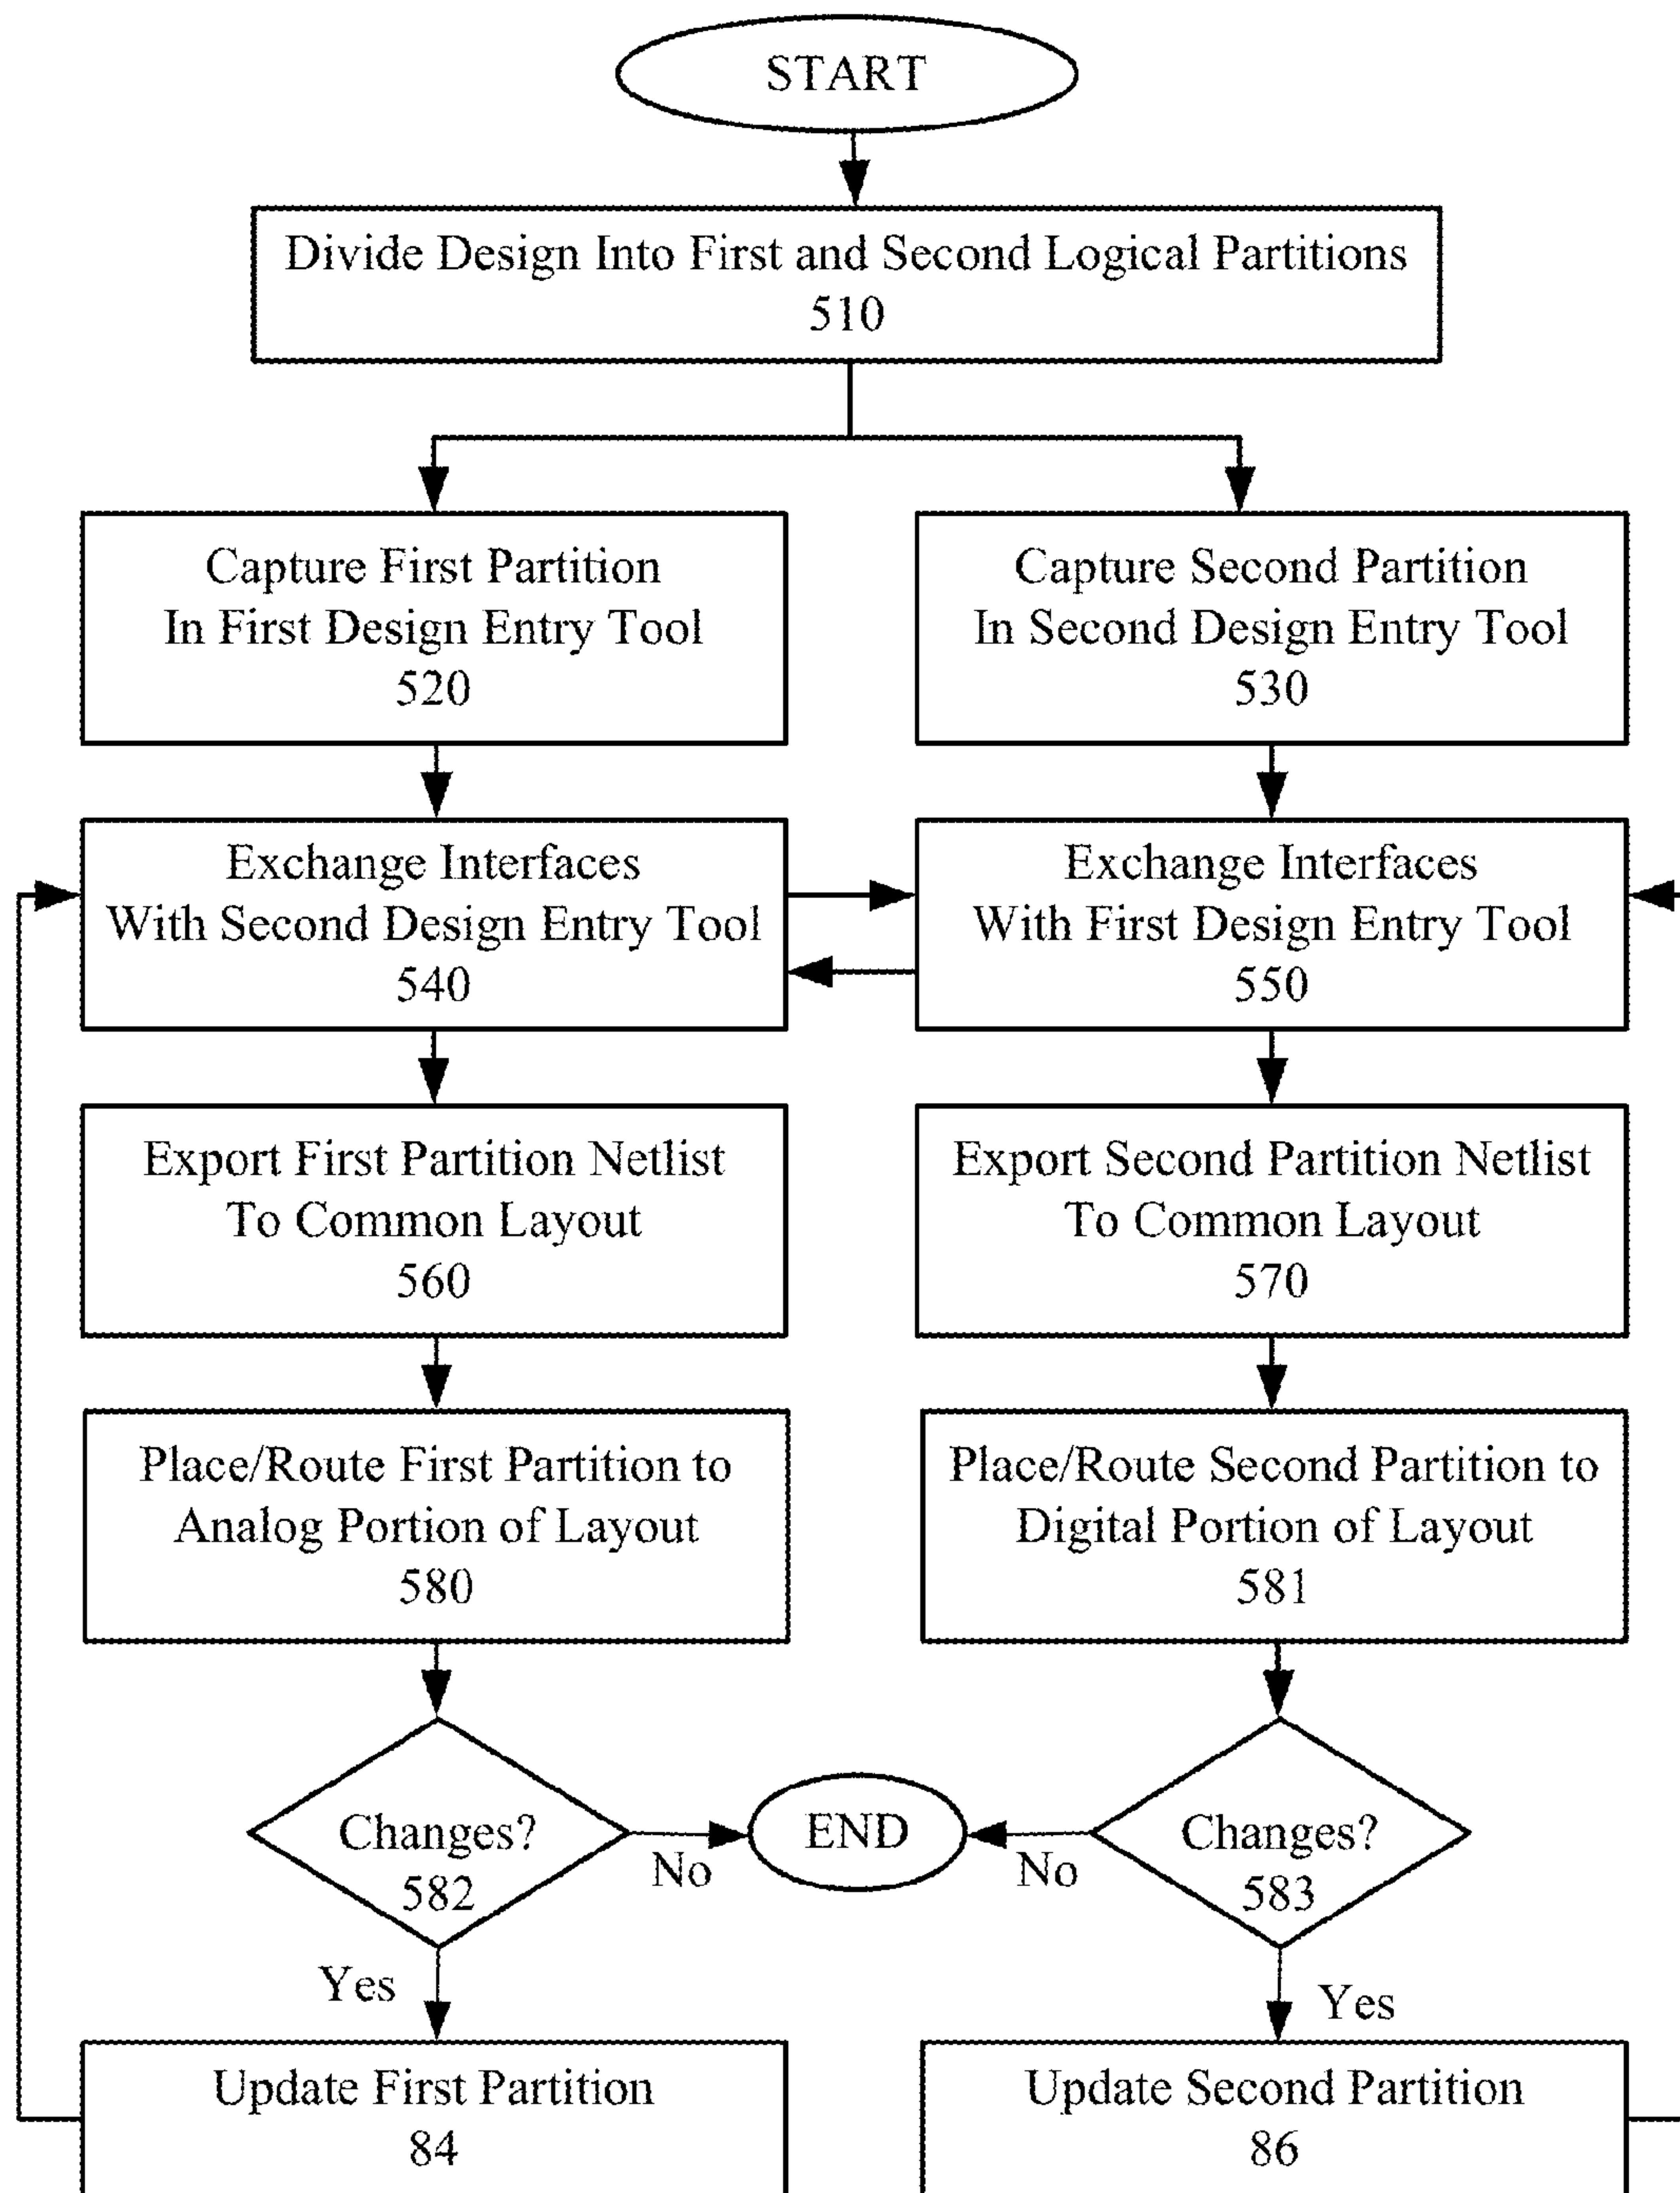 START
Divide Design Into First and Second Logical Partitions
510
Capture First Partition
In First Design Entry Tool
520
Capture Second Partition
In Second Design Entry Tool
530
Exchange Interfaces
With Second Design Entry Tool
540
Exchange Interfaces
With First Design Entry Tool
550
Export First Partition Netlist
To Common Layout
560
Export Second Partition Netlist
To Common Layout
570
Place/Route First Partition to
Analog Portion of Layout
580
Place/Route Second Partition to
Digital Portion of Layout
581
Changes?
582
No
END
No
Changes?
583
Yes
Yes
Update First Partition
84
Update Second Partition
86